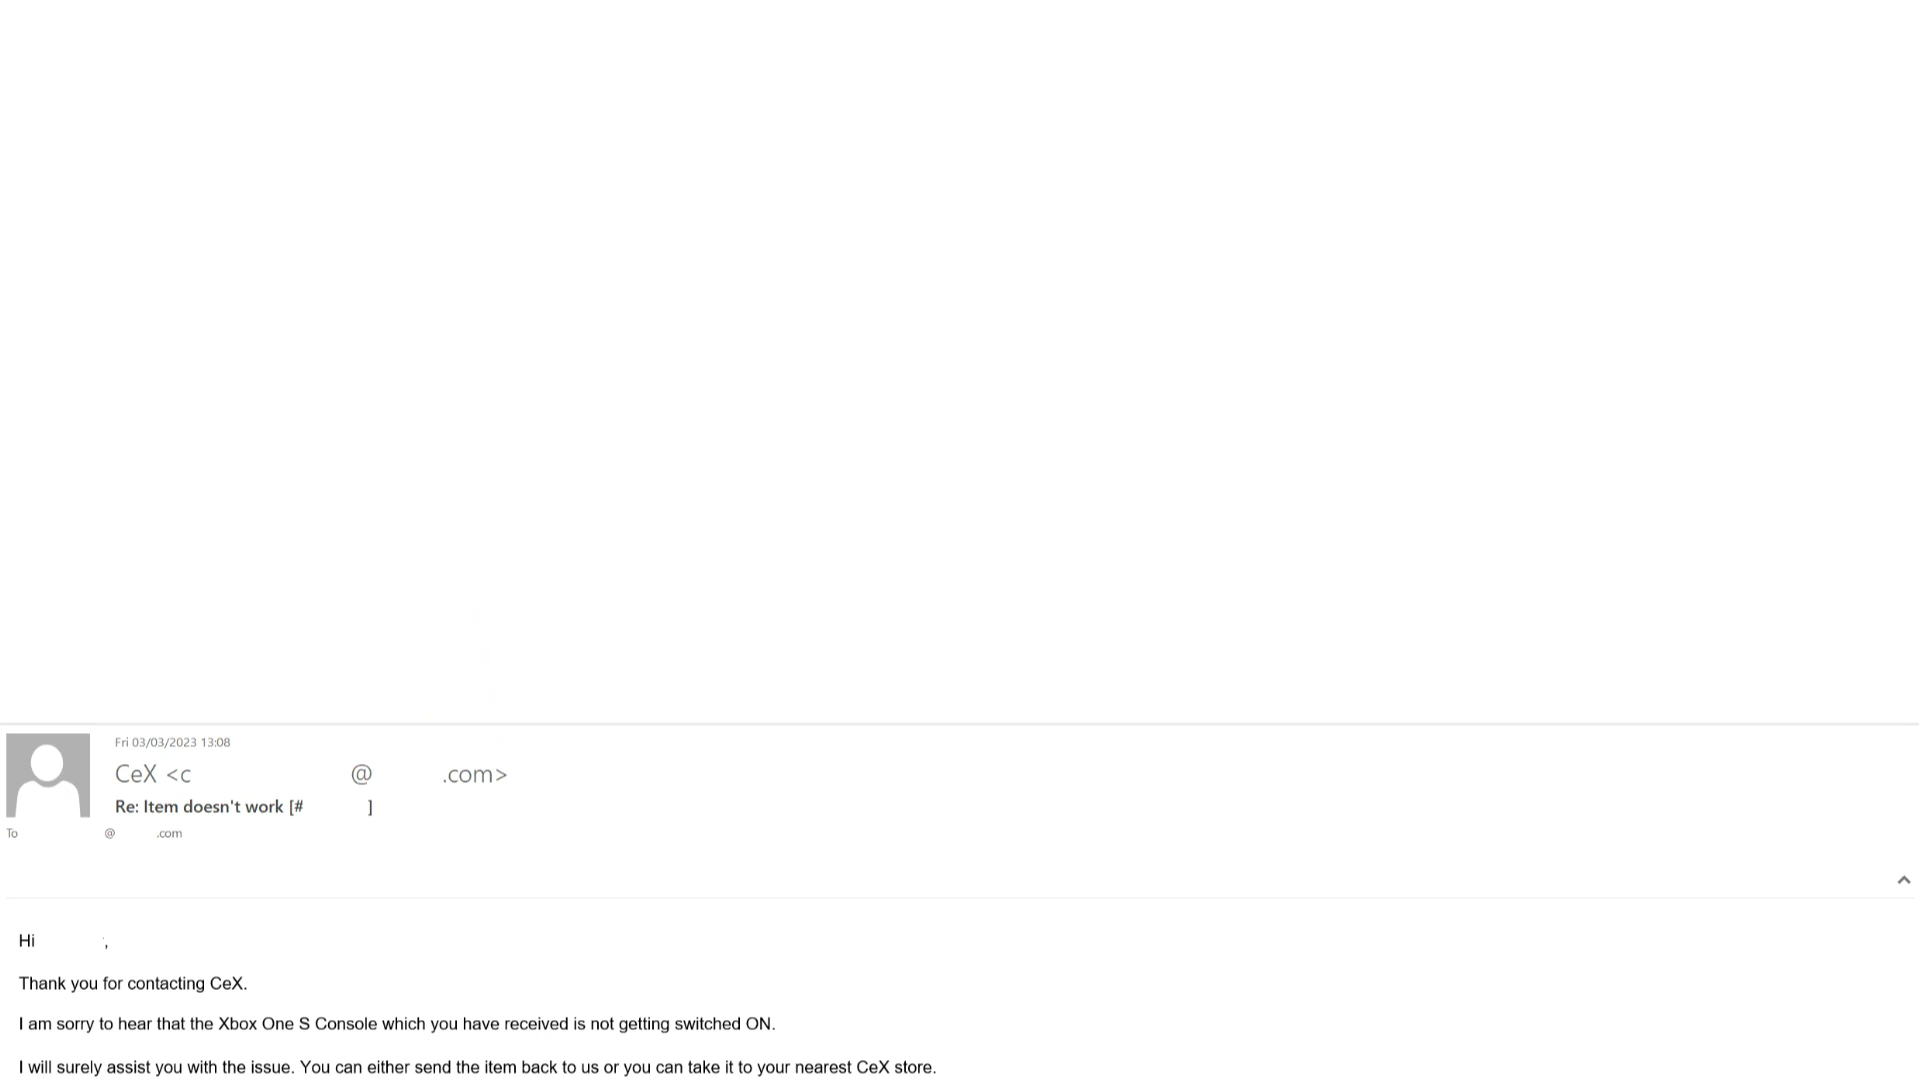 Fri 03/03/2023 13:08
CeX <c @ .com>
Re: Item doesn't work [# ]
To @ .com
Hi ,
Thank you for contacting CeX.
I am sorry to hear that the Xbox One S Console which you have received is not getting switched ON.
I will surely assist you with the issue. You can either send the item back to us or you can take it to your nearest CeX store.